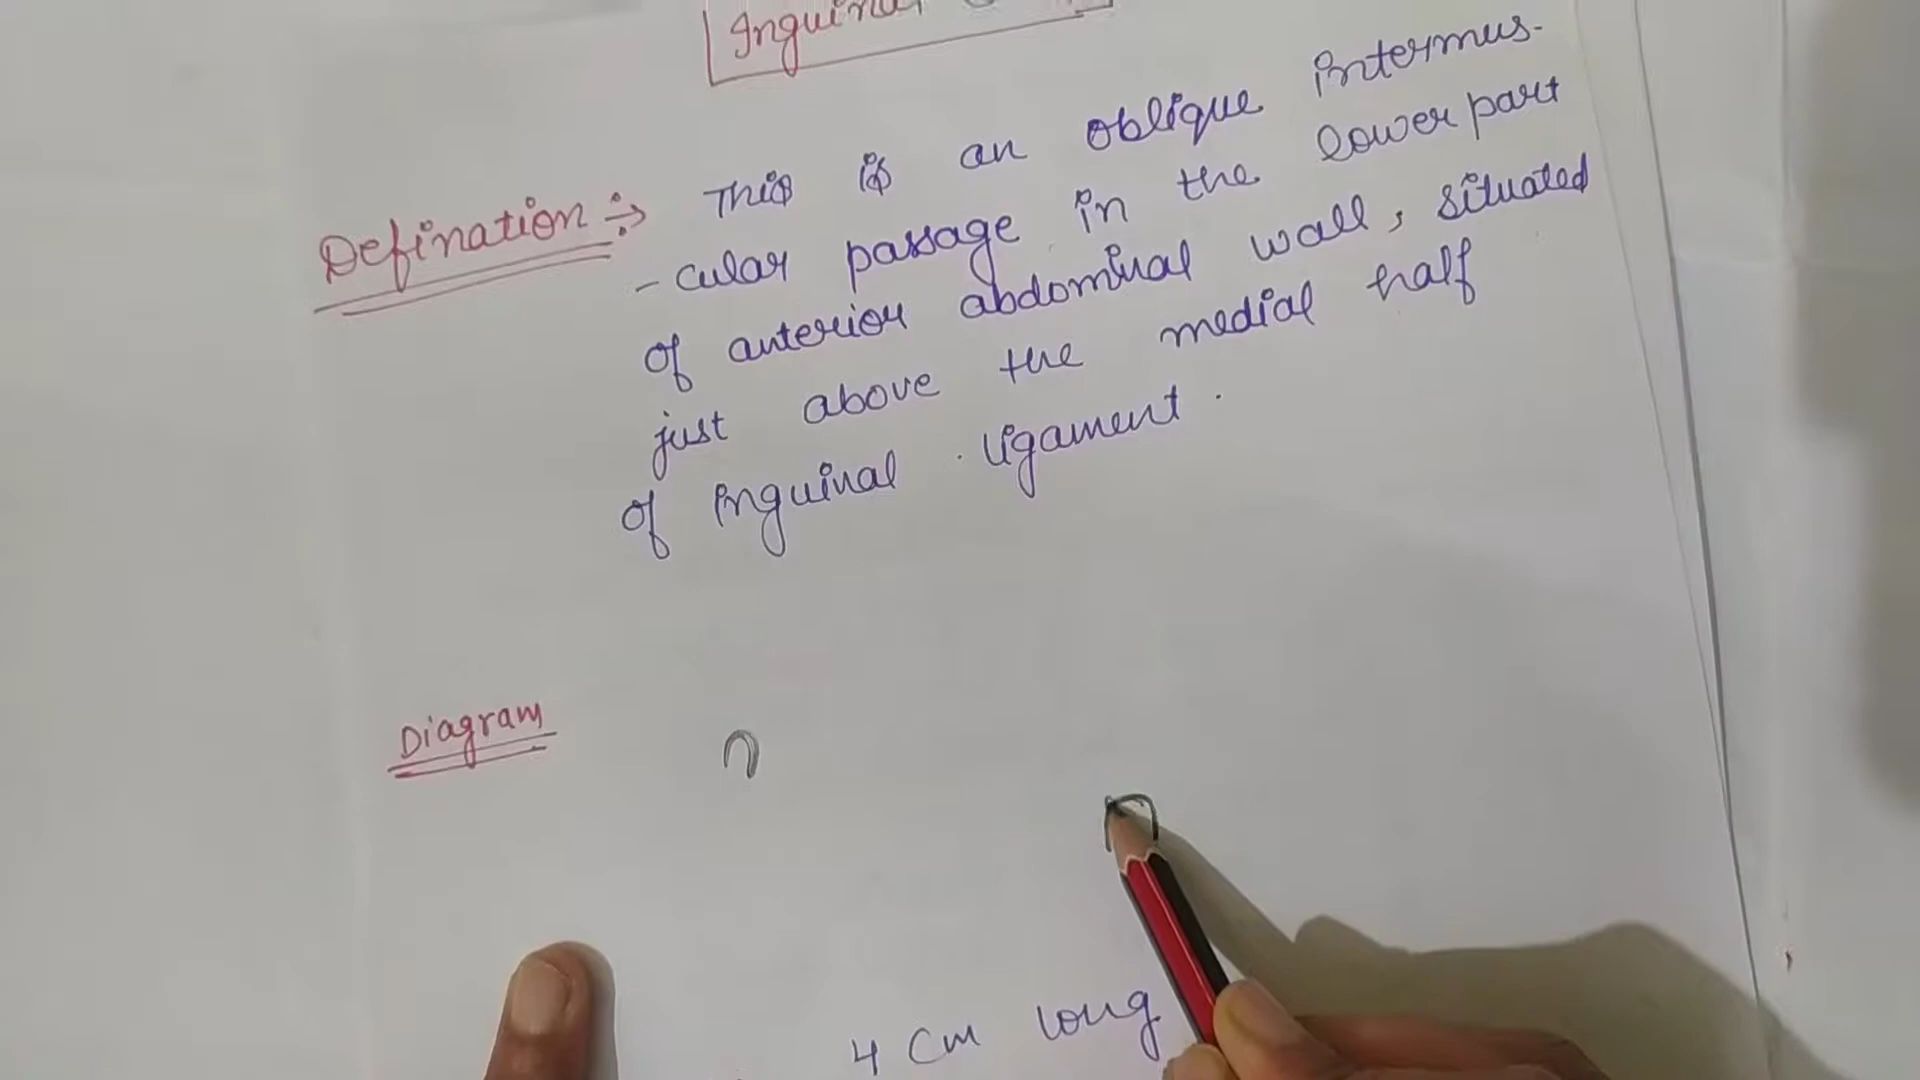 Inguinal
Defination :→ This is an oblique intermus-
-cular passage in the lower part
of anterior abdominal wall, situated
just above the medial half
of inguinal ligament.
Diagram
4 cm long